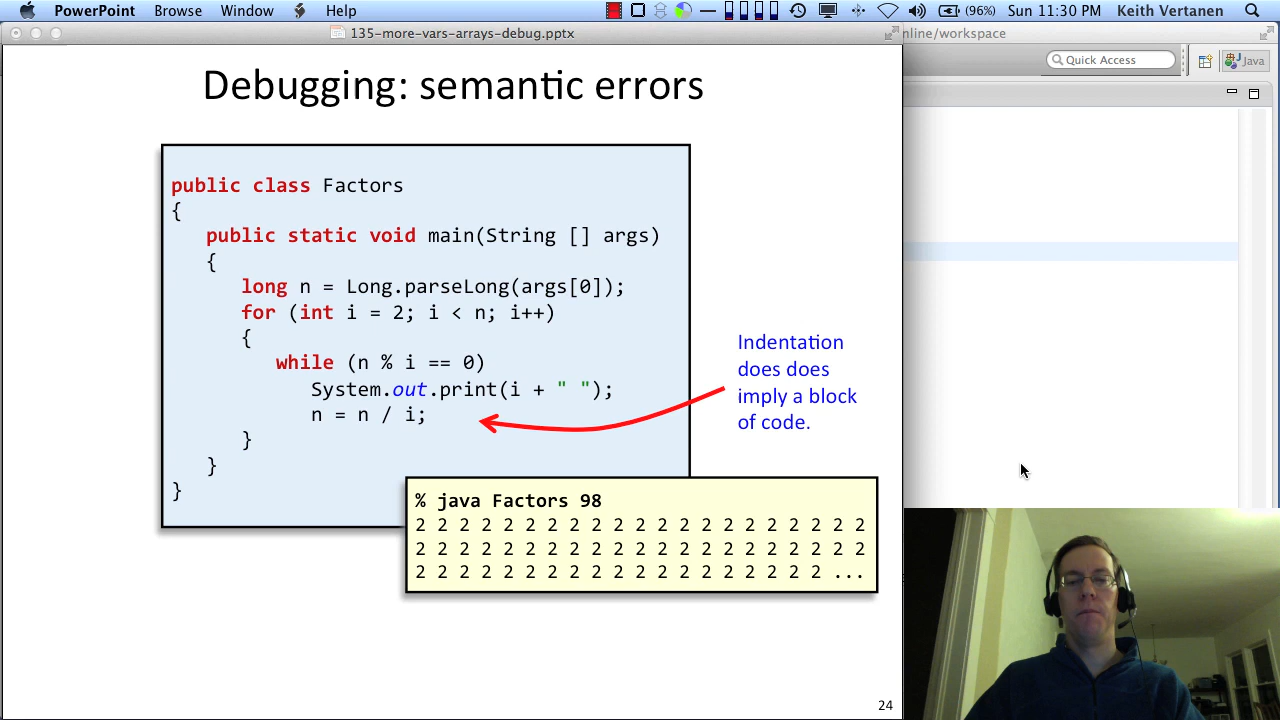 PowerPoint Browse Window Help (96%) Sun 11:30 PM Keith Vertanen
135-more-vars-arrays-debug.pptx
nline/workspace
Quick Access
Java
Debugging: semantic errors
public class Factors
{
public static void main(String [] args)
{
long n = Long.parseLong(args[0]);
for (int i = 2; i < n; i++)
{
while (n % i == 0)
System.out.print(i + " ");
n = n / i;
}
}
}
Indentation
does does
imply a block
of code.
% java Factors 98
2 2 2 2 2 2 2 2 2 2 2 2 2 2 2 2 2 2 2 2 2
2 2 2 2 2 2 2 2 2 2 2 2 2 2 2 2 2 2 2 2 2
2 2 2 2 2 2 2 2 2 2 2 2 2 2 2 2 2 2 2 ...
24